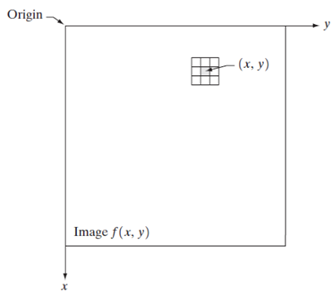 Origin
y
(x, y)
Image f(x, y)
x